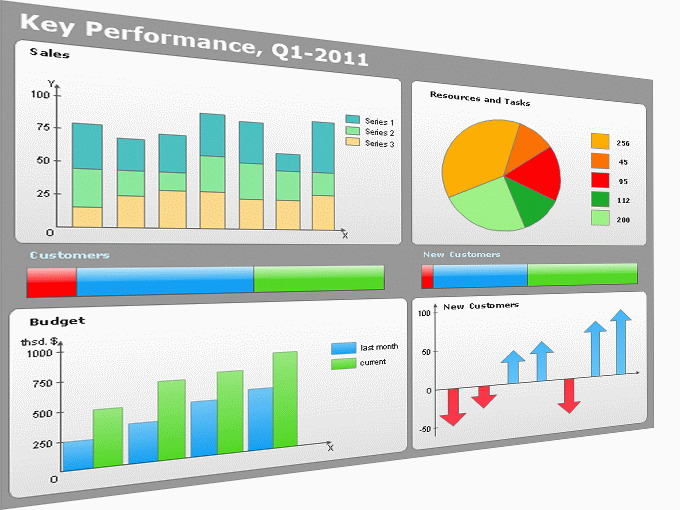 Key Performance, Q1-2011
Sales
Y
100
75
50
25
O
X
Series 1
Series 2
Series 3
Resources and Tasks
256
45
95
112
200
Customers
New Customers
Budget
thsd. $
1000
750
500
250
O
X
last month
current
New Customers
100
50
0
-50